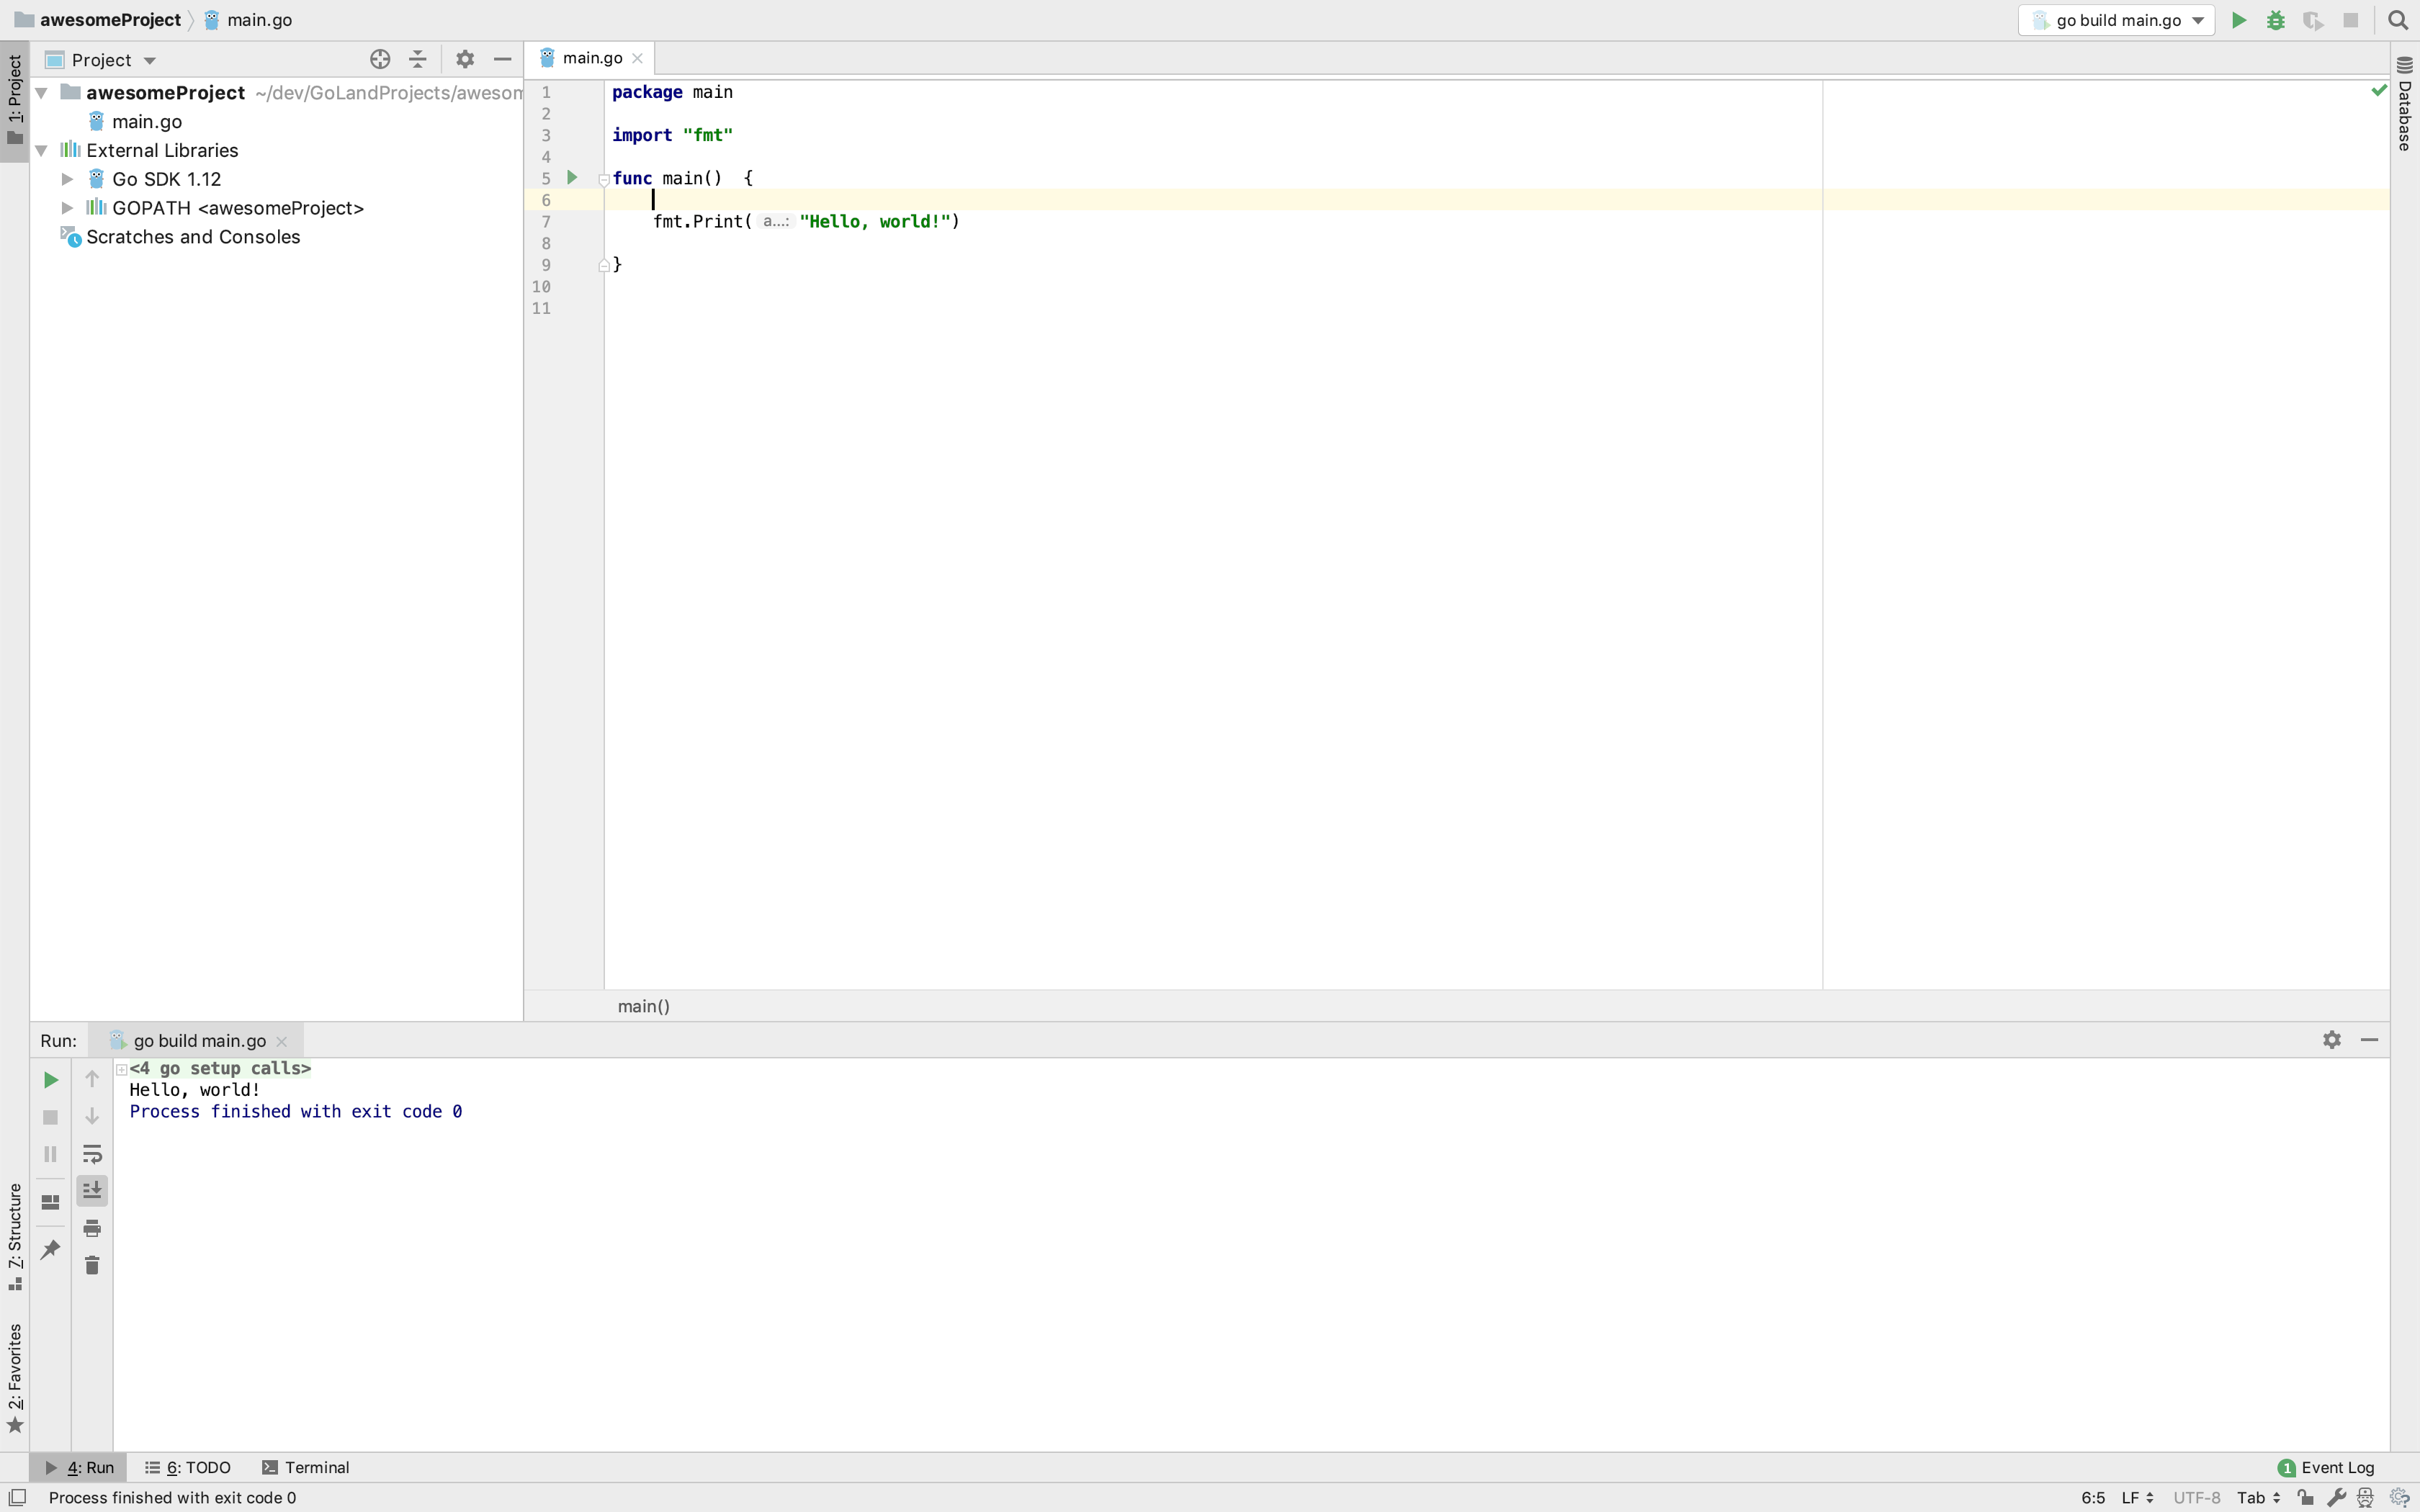 awesomeProject main.go
go build main.go
1: Project
Project
awesomeProject ~/dev/GoLandProjects/awesom
main.go
External Libraries
Go SDK 1.12
GOPATH <awesomeProject>
Scratches and Consoles
main.go
1 package main
2
3 import "fmt"
4
5 func main()  {
6
7 fmt.Print( a...: "Hello, world!")
8
9 }
10
11
main()
Database
Run: go build main.go
<4 go setup calls>
Hello, world!
Process finished with exit code 0
7: Structure
2: Favorites
4: Run 6: TODO Terminal
1 Event Log
Process finished with exit code 0
6:5 LF UTF-8 Tab